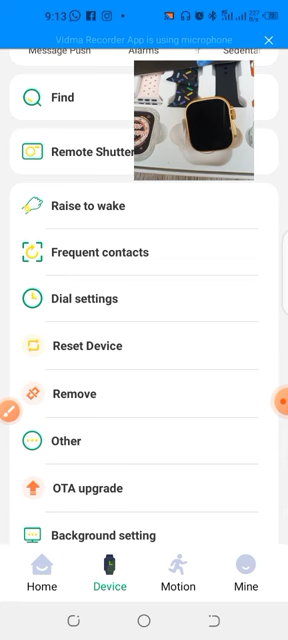 9:13
Vidma Recorder App is using microphone
Message Push Alarms Sedenta
Find
Remote Shutter
Raise to wake
Frequent contacts
Dial settings
Reset Device
Remove
Other
OTA upgrade
Background setting
Home Device Motion Mine